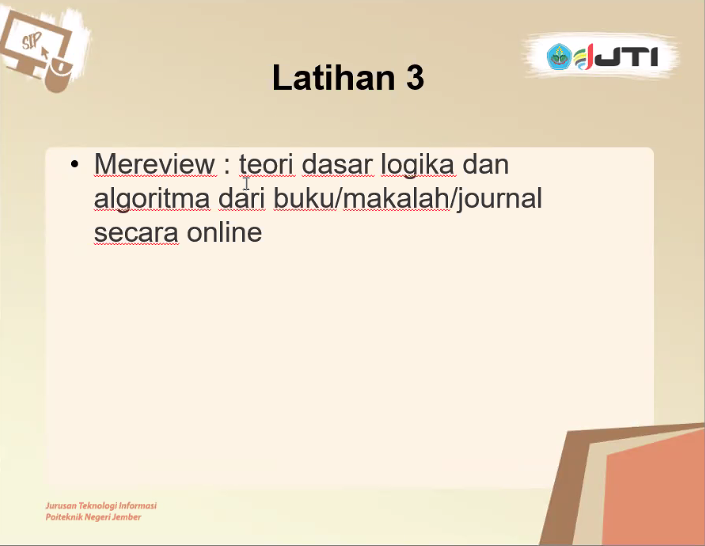 SIP
JTI
Latihan 3
• Mereview : teori dasar logika dan
algoritma dari buku/makalah/journal
secara online
Jurusan Teknologi Informasi
Politeknik Negeri Jember